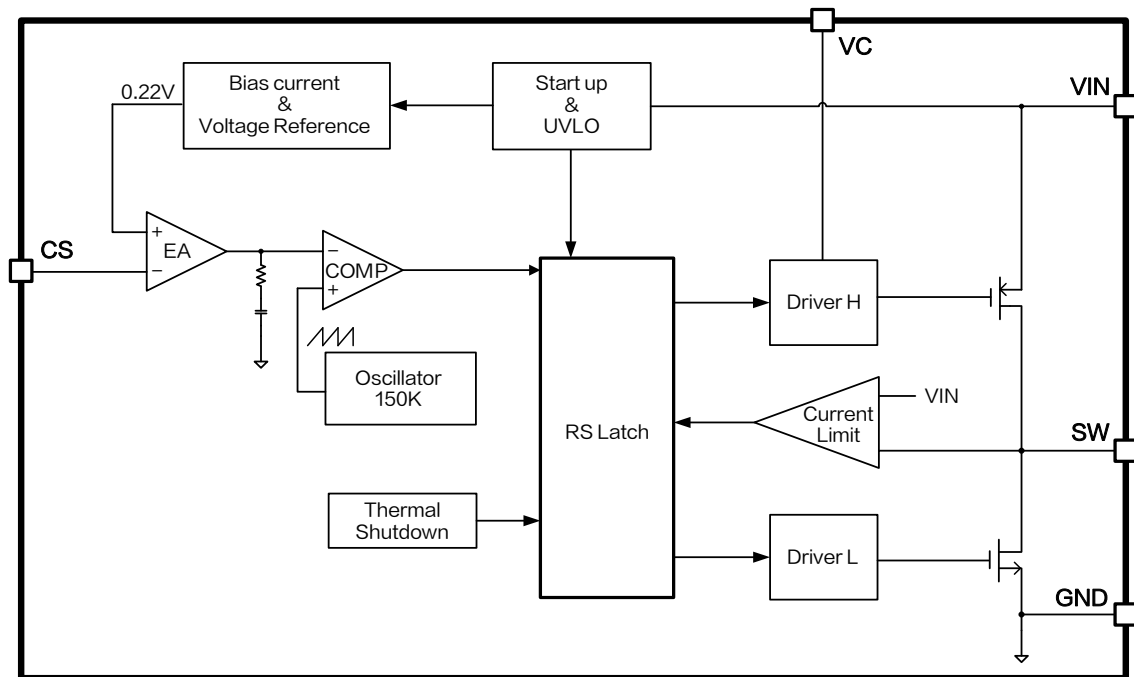 VC
VIN
0.22V
Bias current
&
Voltage Reference
Start up
&
UVLO
CS
+
EA
−
−
COMP
+
Driver H
Oscillator
150K
RS Latch
Current
Limit
VIN
SW
Thermal
Shutdown
Driver L
GND